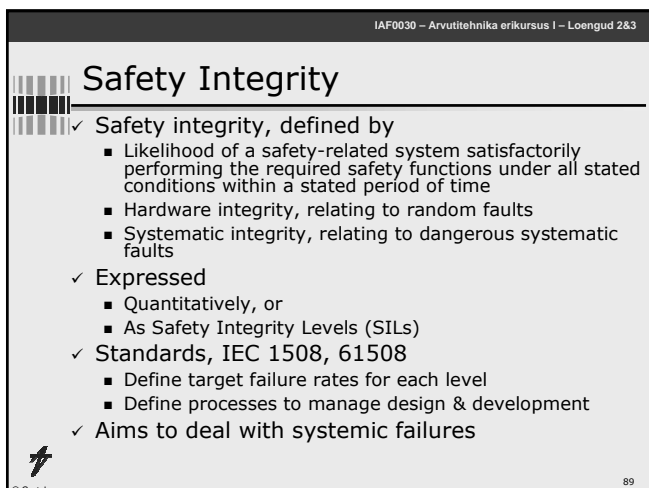 IAF0030 – Arvutitehnika erikursus I – Loengud 2&3
Safety Integrity
✓ Safety integrity, defined by
■ Likelihood of a safety-related system satisfactorily
performing the required safety functions under all stated
conditions within a stated period of time
■ Hardware integrity, relating to random faults
■ Systematic integrity, relating to dangerous systematic
faults
✓ Expressed
■ Quantitatively, or
■ As Safety Integrity Levels (SILs)
✓ Standards, IEC 1508, 61508
■ Define target failure rates for each level
■ Define processes to manage design & development
✓ Aims to deal with systemic failures
89